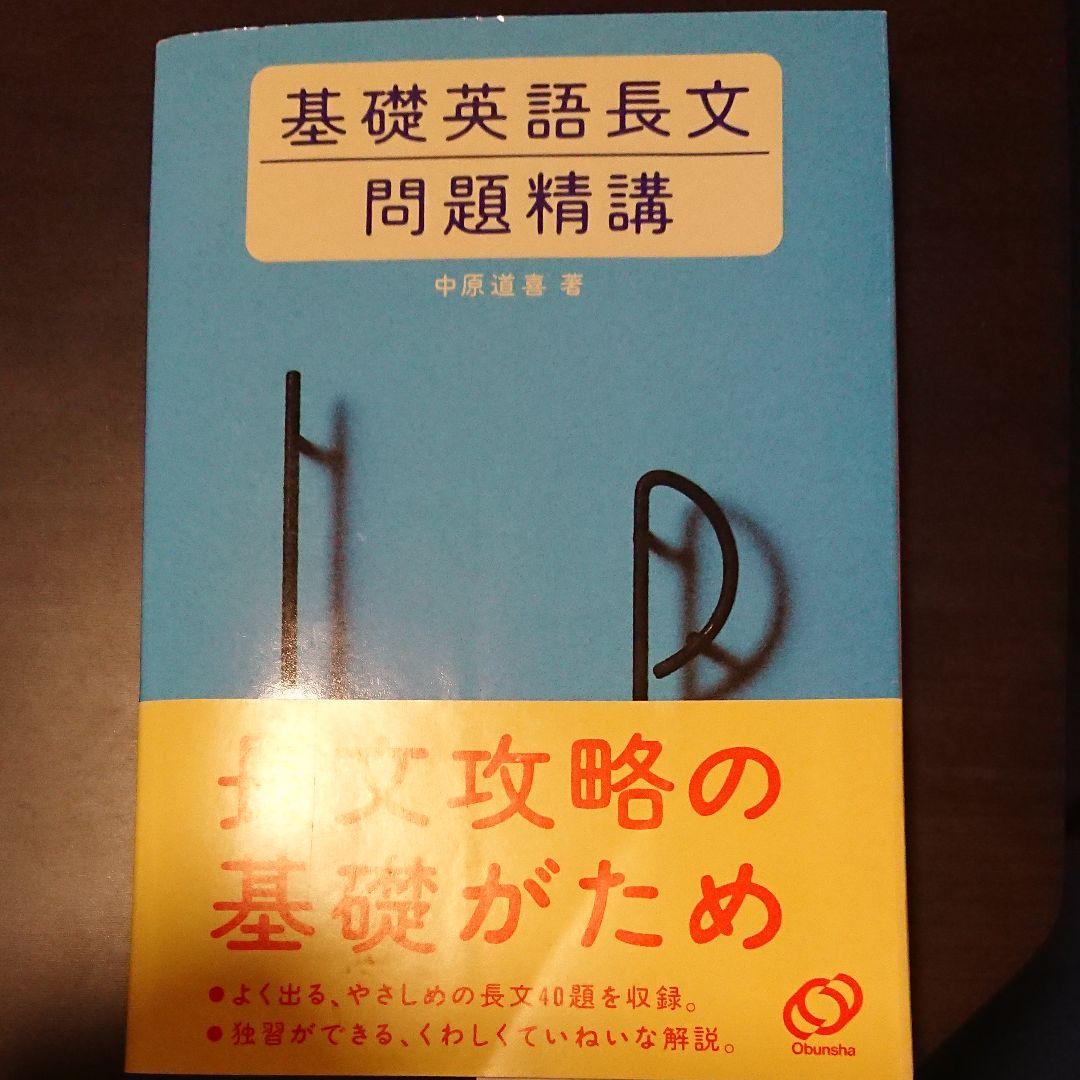 基礎英語長文
問題精講
中原道喜 著
長文攻略の
基礎がため
●よく出る、やさしめの長文40題を収録。
●独習ができる、くわしくていねいな解説。
Obunsha